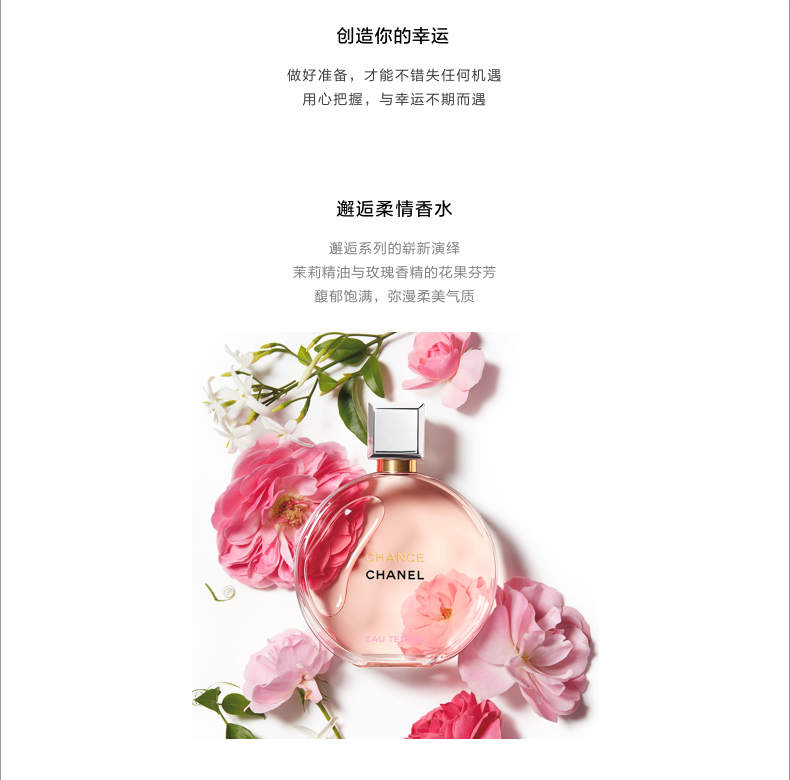 创造你的幸运
做好准备，才能不错失任何机遇
用心把握，与幸运不期而遇
邂逅柔情香水
邂逅系列的崭新演绎
茉莉精油与玫瑰香精的花果芬芳
馥郁饱满，弥漫柔美气质
CHANCE
CHANEL
EAU